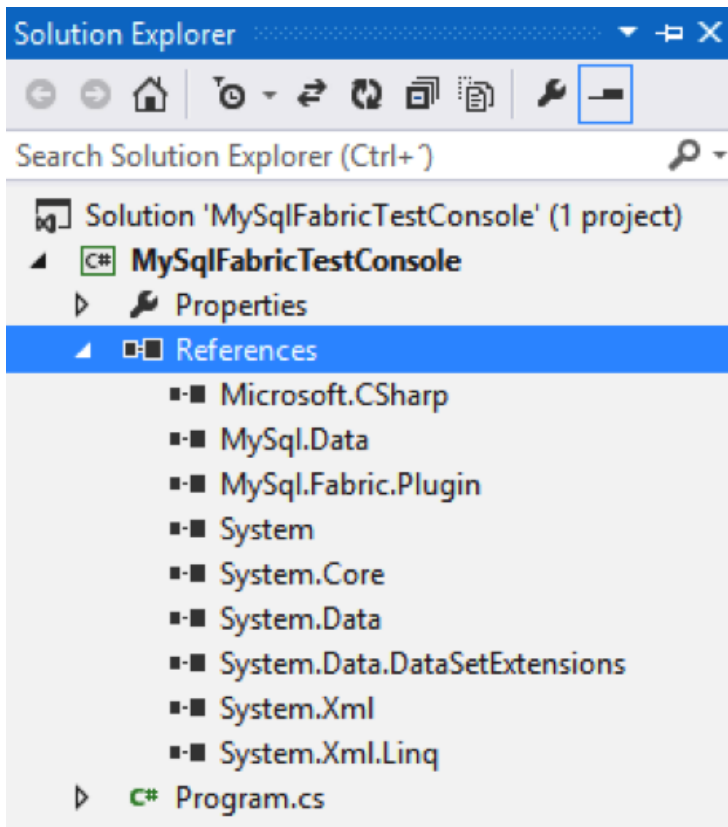 Solution Explorer
Search Solution Explorer (Ctrl+´)
Solution 'MySqlFabricTestConsole' (1 project)
C# MySqlFabricTestConsole
Properties
References
Microsoft.CSharp
MySql.Data
MySql.Fabric.Plugin
System
System.Core
System.Data
System.Data.DataSetExtensions
System.Xml
System.Xml.Linq
C# Program.cs